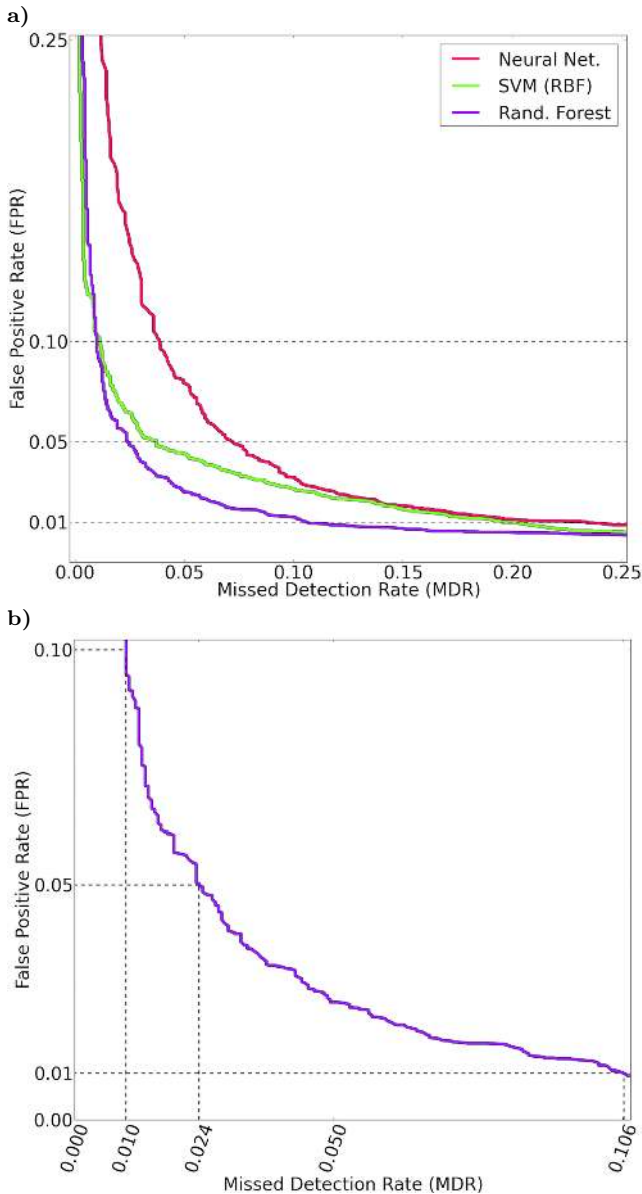 a)
0.25
Neural Net.
SVM (RBF)
Rand. Forest
False Positive Rate (FPR)
0.10
0.05
0.01
0.00 0.05 0.10 0.15 0.20 0.25
Missed Detection Rate (MDR)
b)
0.10
False Positive Rate (FPR)
0.05
0.01
0.00
0.000 0.010 0.024 0.050 0.106
Missed Detection Rate (MDR)